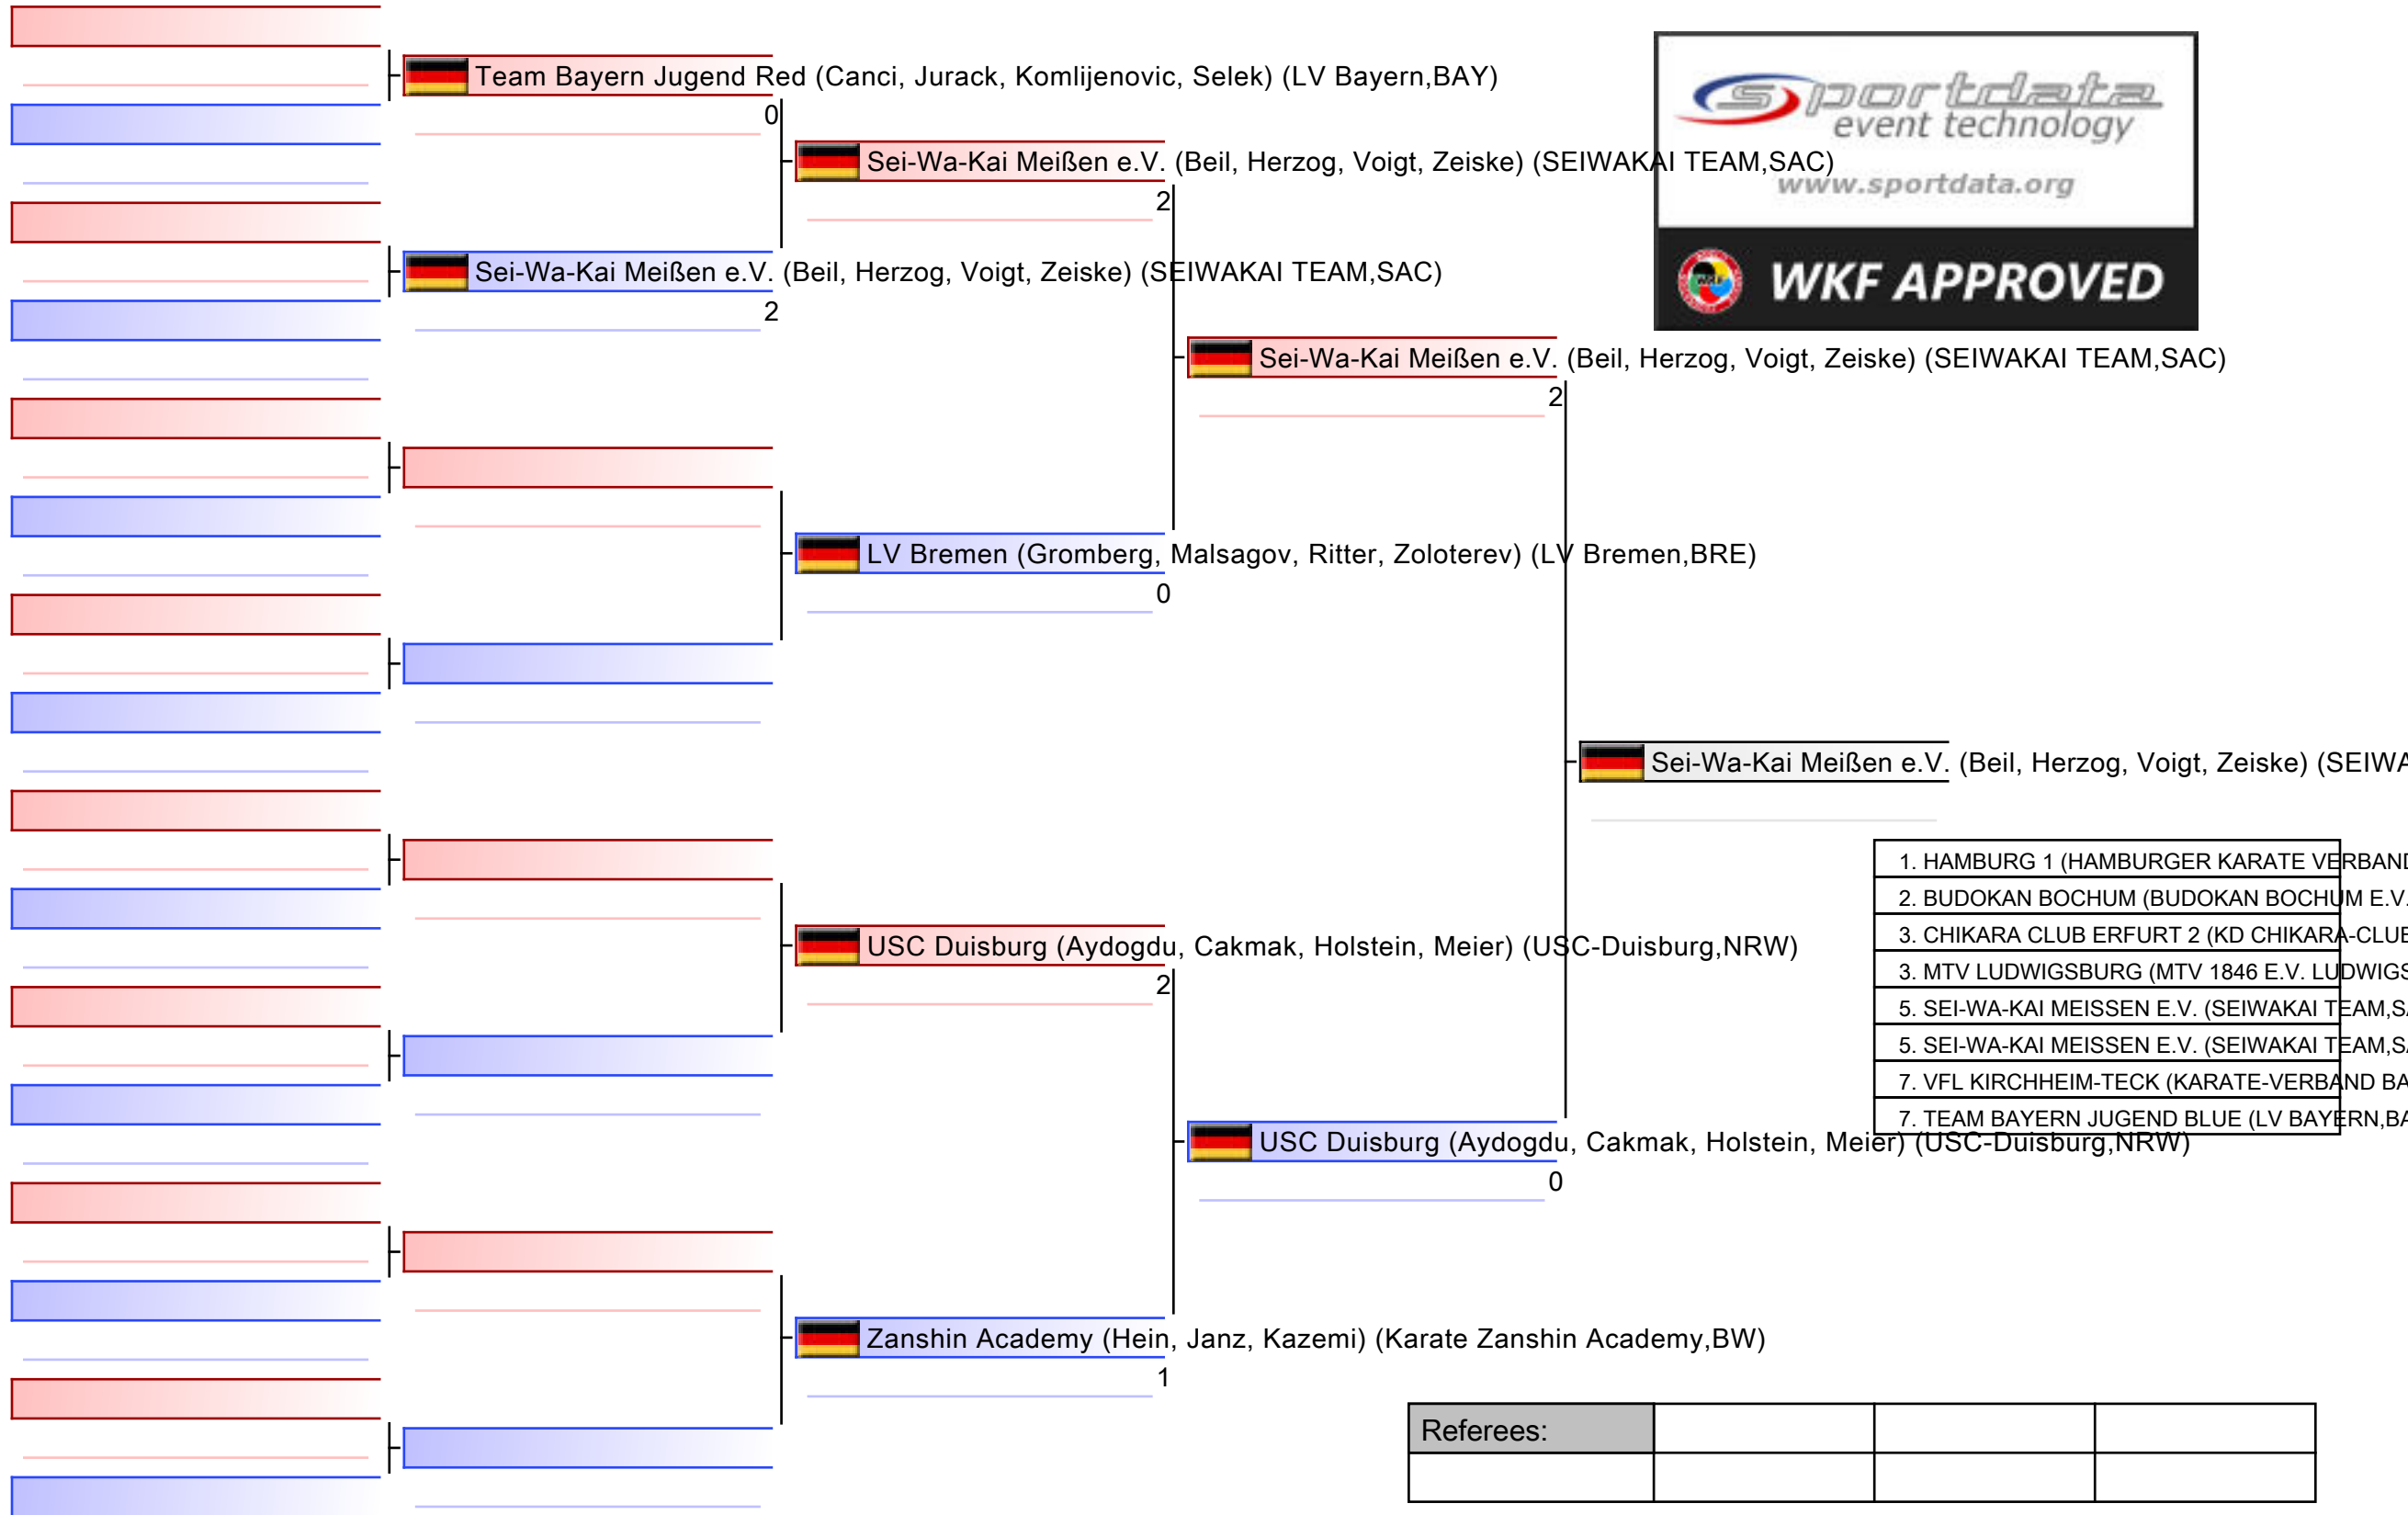 Team Bayern Jugend Red (Canci, Jurack, Komlijenovic, Selek) (LV Bayern,BAY)
0
sportdata
event technology
www.sportdata.org
WKF APPROVED
Sei-Wa-Kai Meißen e.V. (Beil, Herzog, Voigt, Zeiske) (SEIWAKAI TEAM,SAC)
2
Sei-Wa-Kai Meißen e.V. (Beil, Herzog, Voigt, Zeiske) (SEIWAKAI TEAM,SAC)
2
Sei-Wa-Kai Meißen e.V. (Beil, Herzog, Voigt, Zeiske) (SEIWAKAI TEAM,SAC)
2
LV Bremen (Gromberg, Malsagov, Ritter, Zoloterev) (LV Bremen,BRE)
0
Sei-Wa-Kai Meißen e.V. (Beil, Herzog, Voigt, Zeiske) (SEIWA
1. HAMBURG 1 (HAMBURGER KARATE VERBAND
2. BUDOKAN BOCHUM (BUDOKAN BOCHUM E.V.
3. CHIKARA CLUB ERFURT 2 (KD CHIKARA-CLUB
3. MTV LUDWIGSBURG (MTV 1846 E.V. LUDWIGS
5. SEI-WA-KAI MEISSEN E.V. (SEIWAKAI TEAM,SA
5. SEI-WA-KAI MEISSEN E.V. (SEIWAKAI TEAM,SA
7. VFL KIRCHHEIM-TECK (KARATE-VERBAND BA
7. TEAM BAYERN JUGEND BLUE (LV BAYERN,BA
USC Duisburg (Aydogdu, Cakmak, Holstein, Meier) (USC-Duisburg,NRW)
2
USC Duisburg (Aydogdu, Cakmak, Holstein, Meier) (USC-Duisburg,NRW)
0
Zanshin Academy (Hein, Janz, Kazemi) (Karate Zanshin Academy,BW)
1
Referees: